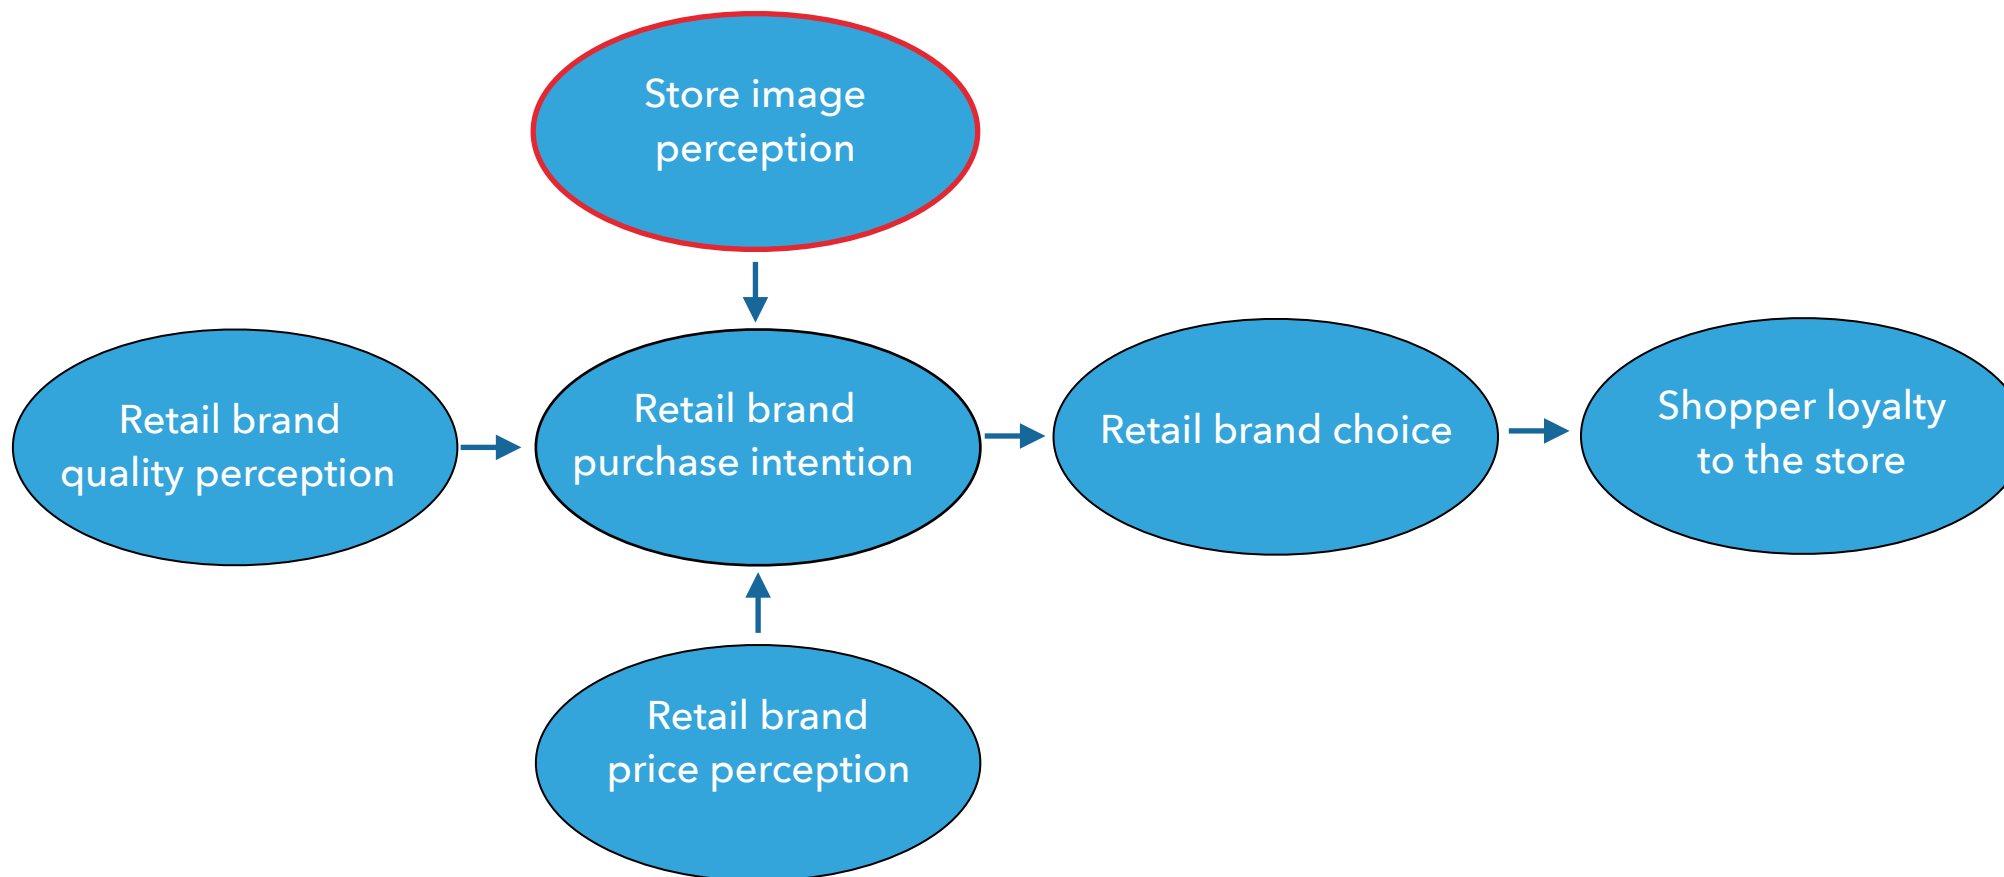 Store image
perception
Retail brand
quality perception
Retail brand
purchase intention
Retail brand choice
Shopper loyalty
to the store
Retail brand
price perception